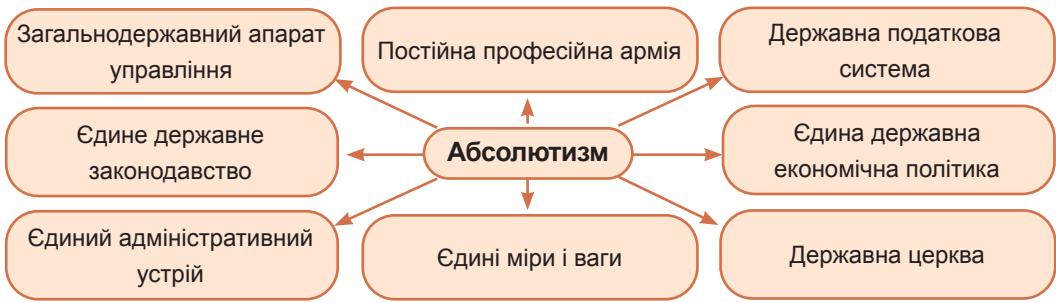 Загальнодержавний апарат
управління
Постійна професійна армія
Державна податкова
система
Єдине державне
законодавство
Абсолютизм
Єдина державна
економічна політика
Єдиний адміністративний
устрій
Єдині міри і ваги
Державна церква